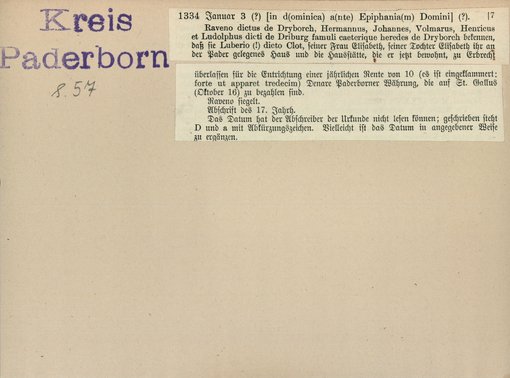 Kreis
Paderborn
8.57
1334 Januar 3 (?) [in d(ominica) a(nte) Epiphania(m) Domini] (?). 17
Raveno dictus de Dryborch, Hermannus, Johannes, Volmarus, Henricus
et Ludolphus dicti de Driburg famuli caeterique heredes de Dryborch bekennen,
daß sie Luberio (!) dicto Clot, seiner Frau Elisabeth, seiner Tochter Elisabeth ihr an
der Pader gelegenes Haus und die Hausstätte, die er jetzt bewohnt, zu Erbrecht
überlassen für die Entrichtung einer jährlichen Rente von 10 (es ist eingeklammert:
forte ut apparet tredecim) Denare Paderborner Währung, die auf St. Gallus
(Oktober 16) zu bezahlen sind.
Raveno siegelt.
Abschrift des 17. Jahrh.
Das Datum hat der Abschreiber der Urkunde nicht lesen können; geschrieben steht
D und a mit Abkürzungszeichen. Vielleicht ist das Datum in angegebener Weise
zu ergänzen.